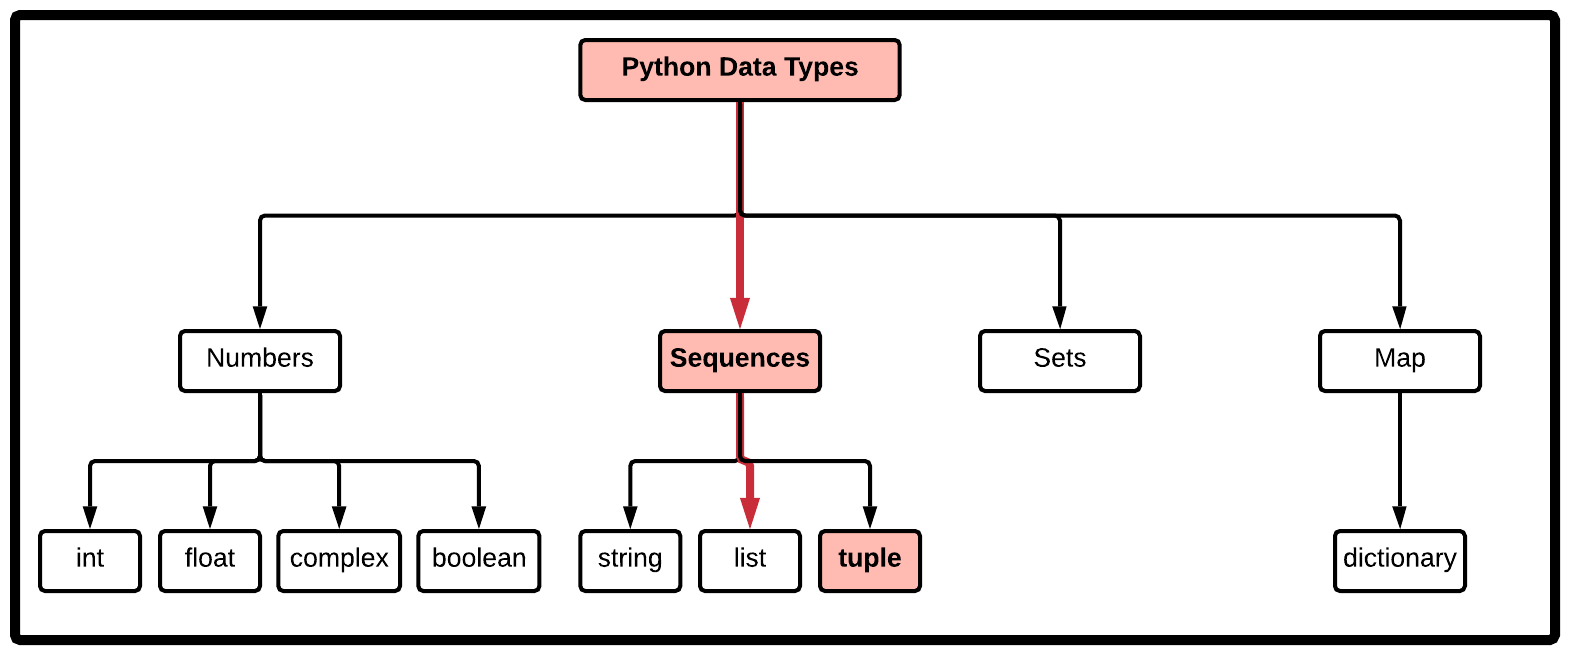 Python Data Types
Numbers
Sequences
Sets
Map
int
float
complex
boolean
string
list
tuple
dictionary